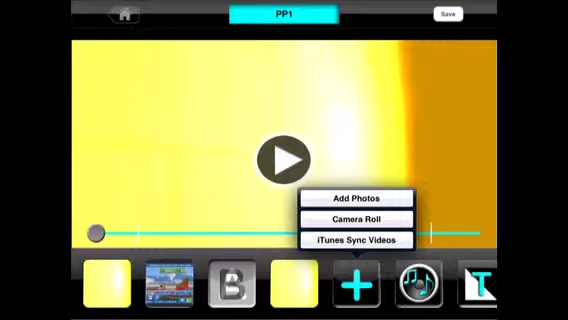 PP1
Save
Add Photos
Camera Roll
iTunes Sync Videos
B
T